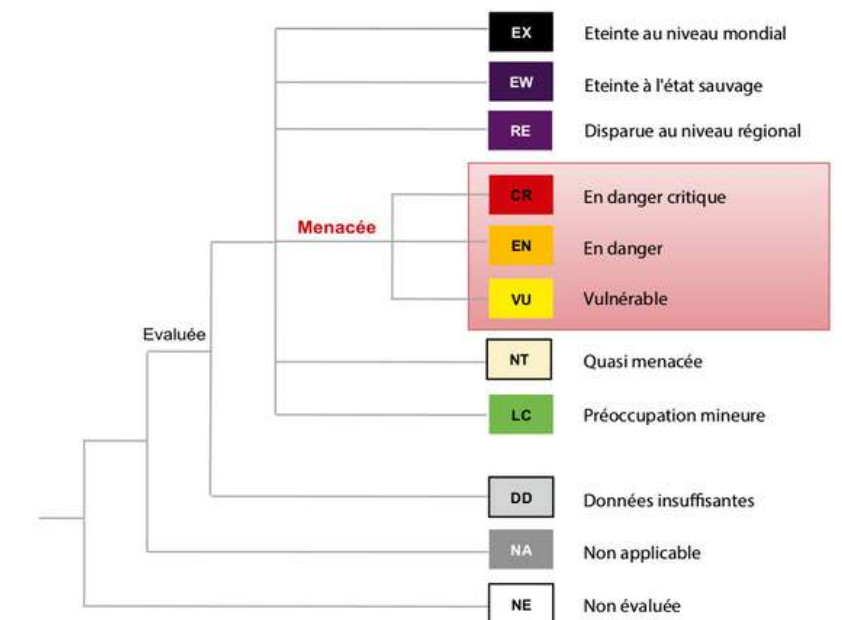 EX Eteinte au niveau mondial
EW Eteinte à l'état sauvage
RE Disparue au niveau régional
CR En danger critique
Menacée
EN En danger
VU Vulnérable
Evaluée
NT Quasi menacée
LC Préoccupation mineure
DD Données insuffisantes
NA Non applicable
NE Non évaluée